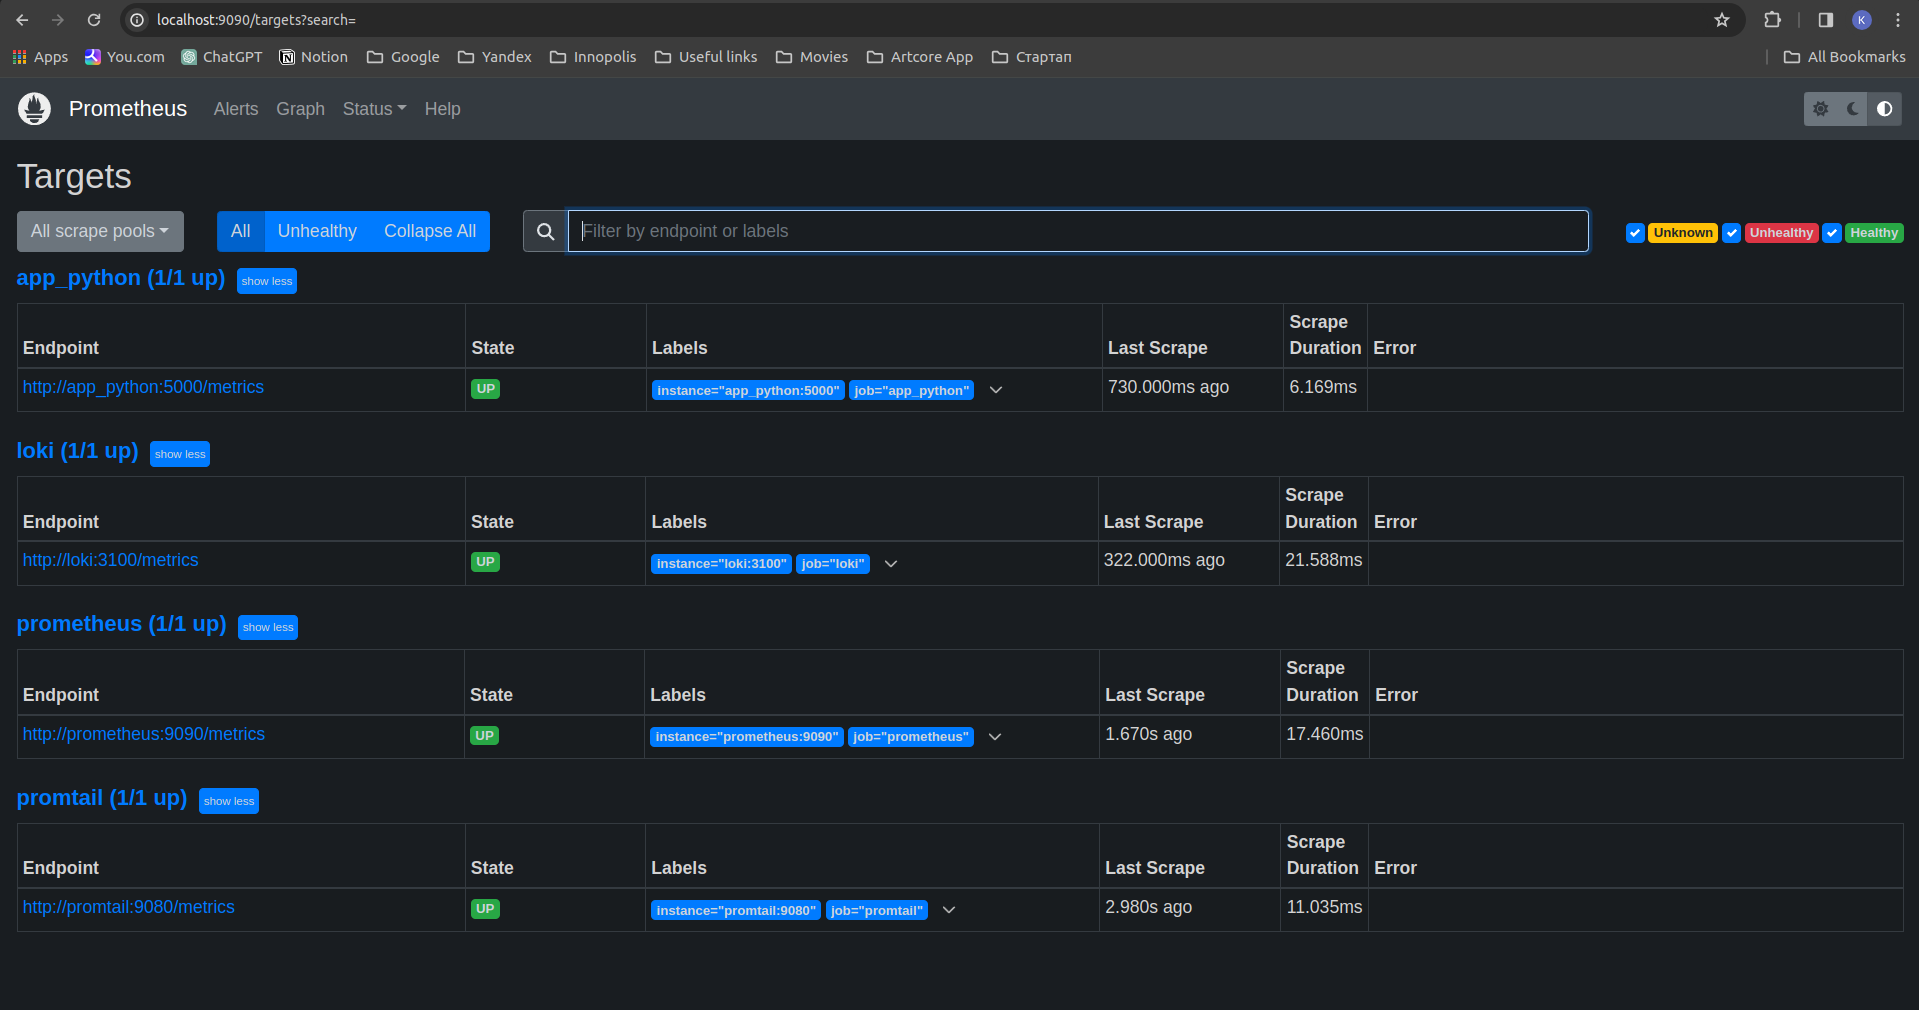 localhost:9090/targets?search=
K
Apps You.com ChatGPT Notion Google Yandex Innopolis Useful links Movies Artcore App Стартап All Bookmarks
Prometheus Alerts Graph Status Help
Targets
All scrape pools All Unhealthy Collapse All Filter by endpoint or labels Unknown Unhealthy Healthy
app_python (1/1 up) show less
Endpoint State Labels Last Scrape Scrape Duration Error
http://app_python:5000/metrics UP instance="app_python:5000" job="app_python" 730.000ms ago 6.169ms
loki (1/1 up) show less
Endpoint State Labels Last Scrape Scrape Duration Error
http://loki:3100/metrics UP instance="loki:3100" job="loki" 322.000ms ago 21.588ms
prometheus (1/1 up) show less
Endpoint State Labels Last Scrape Scrape Duration Error
http://prometheus:9090/metrics UP instance="prometheus:9090" job="prometheus" 1.670s ago 17.460ms
promtail (1/1 up) show less
Endpoint State Labels Last Scrape Scrape Duration Error
http://promtail:9080/metrics UP instance="promtail:9080" job="promtail" 2.980s ago 11.035ms